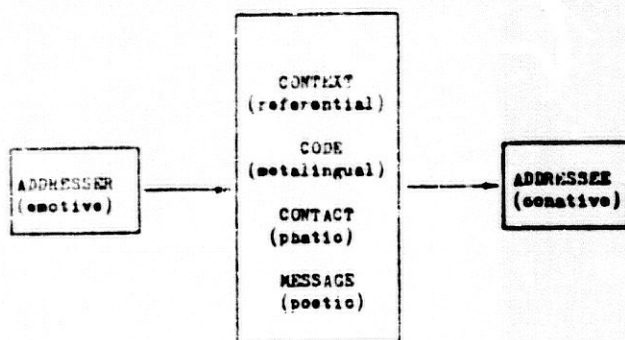 CONTEXT
(referential)
CODE
(metalingual)
ADDRESSER
(emotive)
ADDRESSEE
(conative)
CONTACT
(phatic)
MESSAGE
(poetic)